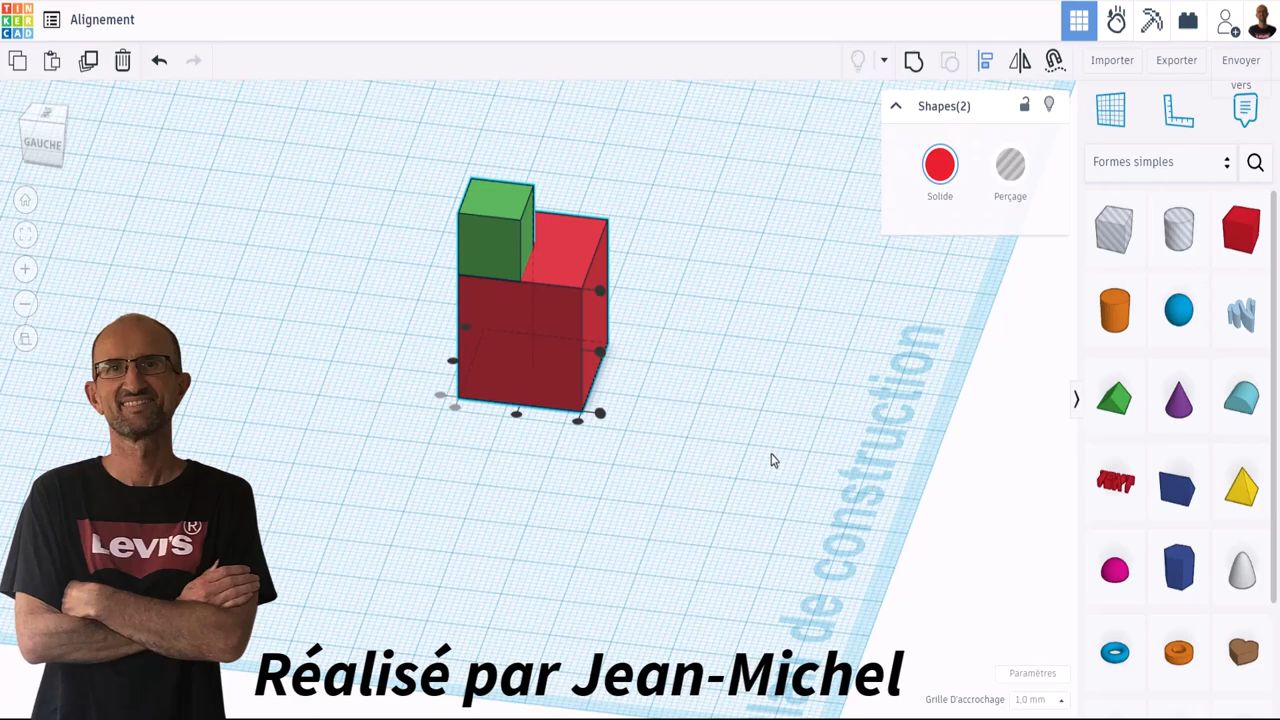 TIN
KER
CAD
Alignement
Importer
Exporter
Envoyer
vers
Shapes(2)
Solide
Perçage
Formes simples
GAUCHE
TEXT
de construction
LEVI'S
®
Réalisé par Jean-Michel
Paramètres
Grille D'accrochage
1,0 mm